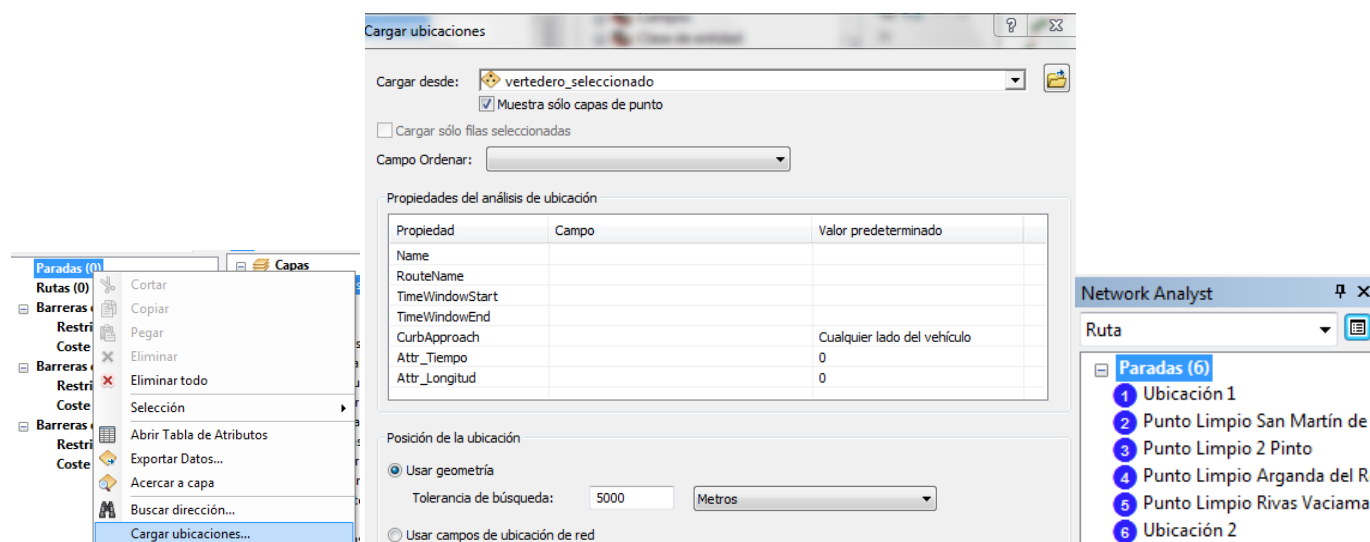 Paradas (0)
Rutas (0)
Barreras
Restri
Coste
Barreras
Restri
Coste
Barreras
Restri
Coste
Capas
Cortar
Copiar
Pegar
Eliminar
Eliminar todo
Selección
Abrir Tabla de Atributos
Exportar Datos...
Acercar a capa
Buscar dirección...
Cargar ubicaciones...
Cargar ubicaciones
Cargar desde: vertedero_seleccionado
Muestra sólo capas de punto
Cargar sólo filas seleccionadas
Campo Ordenar:
Propiedades del análisis de ubicación
Propiedad Campo Valor predeterminado
Name
RouteName
TimeWindowStart
TimeWindowEnd
CurbApproach Cualquier lado del vehículo
Attr_Tiempo 0
Attr_Longitud 0
Posición de la ubicación
Usar geometría
Tolerancia de búsqueda: 5000 Metros
Usar campos de ubicación de red
Network Analyst
Ruta
Paradas (6)
1 Ubicación 1
2 Punto Limpio San Martín de
3 Punto Limpio 2 Pinto
4 Punto Limpio Arganda del R
5 Punto Limpio Rivas Vaciama
6 Ubicación 2